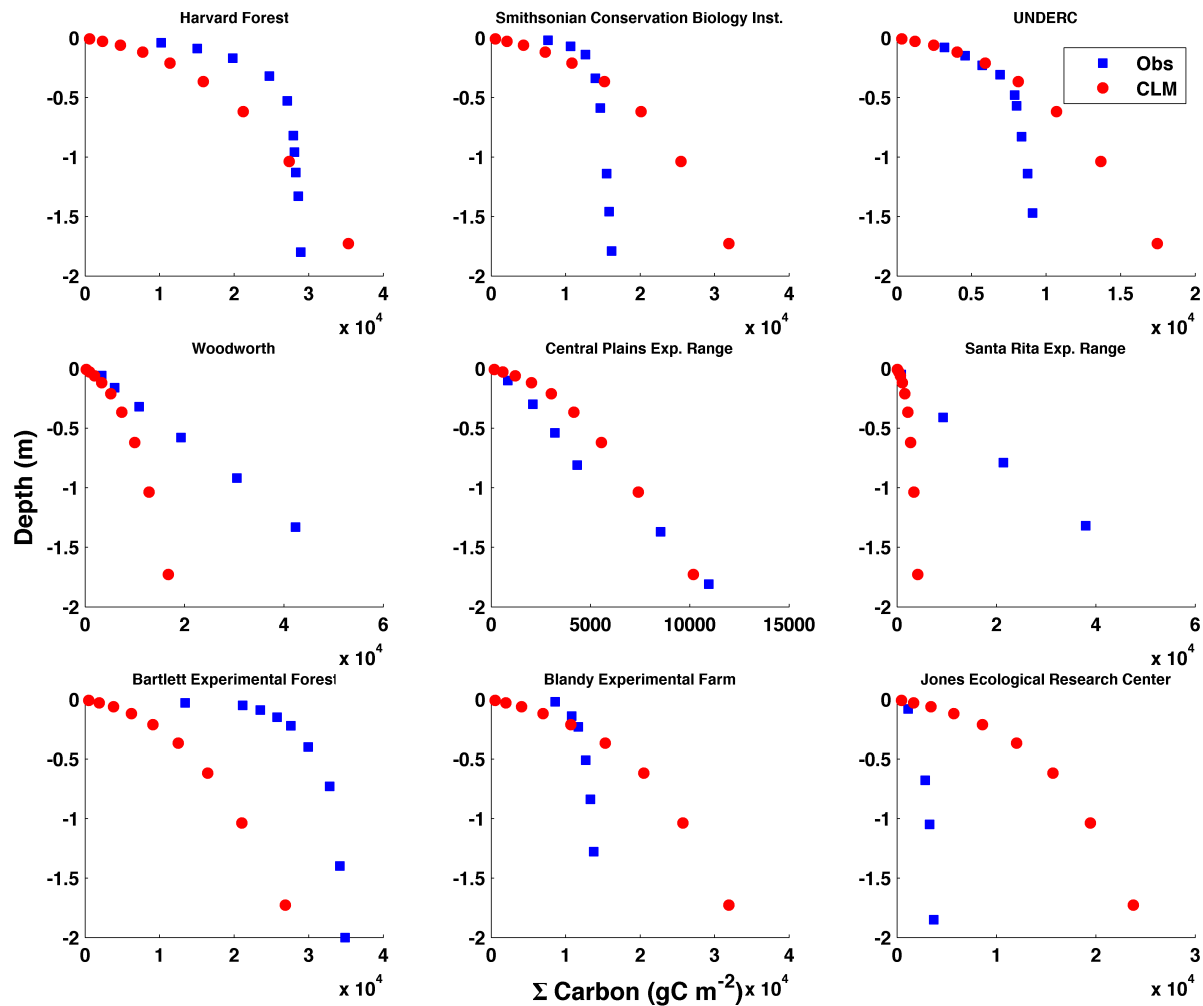 Harvard Forest
Smithsonian Conservation Biology Inst.
UNDERC
Obs
CLM
0
-0.5
-1
-1.5
-2
0 1 2 3 4
x 10^4
0
-0.5
-1
-1.5
-2
0 1 2 3 4
x 10^4
0
-0.5
-1
-1.5
-2
0 0.5 1 1.5 2
x 10^4
Woodworth
Central Plains Exp. Range
Santa Rita Exp. Range
Depth (m)
0
-0.5
-1
-1.5
-2
0 2 4 6
x 10^4
0
-0.5
-1
-1.5
-2
0 5000 10000 15000
0
-0.5
-1
-1.5
-2
0 2 4 6
x 10^4
Bartlett Experimental Forest
Blandy Experimental Farm
Jones Ecological Research Center
0
-0.5
-1
-1.5
-2
0 1 2 3 4
x 10^4
0
-0.5
-1
-1.5
-2
0 1 2 3 4
x 10^4
0
-0.5
-1
-1.5
-2
0 1 2 3
x 10^4
Σ Carbon (gC m^-2)